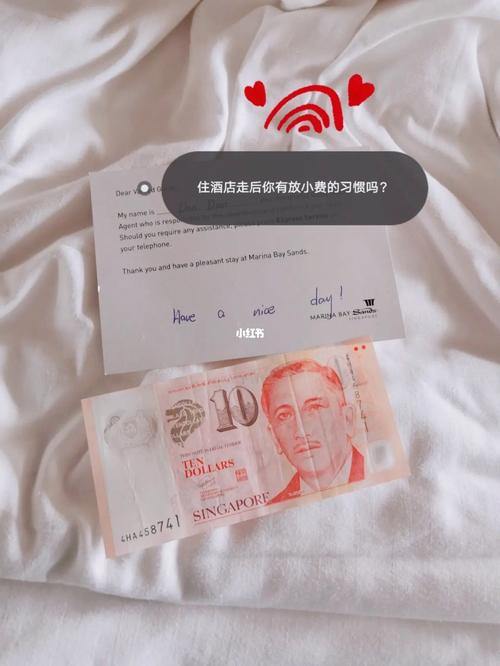 住酒店走后你有放小费的习惯吗？
Dear V
My name is
Agent who is
Should you require any assistance, please
your telephone.
Thank you and have a pleasant stay at Marina Bay Sands.
Have a nice day!
MARINA BAY Sands
SINGAPORE
小红书
10
TEN
DOLLARS
SINGAPORE
4HA458741